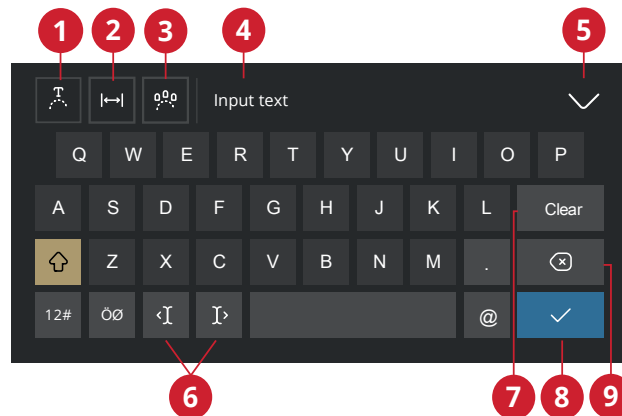 1 2 3 4 5
T
Input text
Q W E R T Y U I O P
A S D F G H J K L Clear
Z X C V B N M .
12# ÖØ @
6 7 8 9